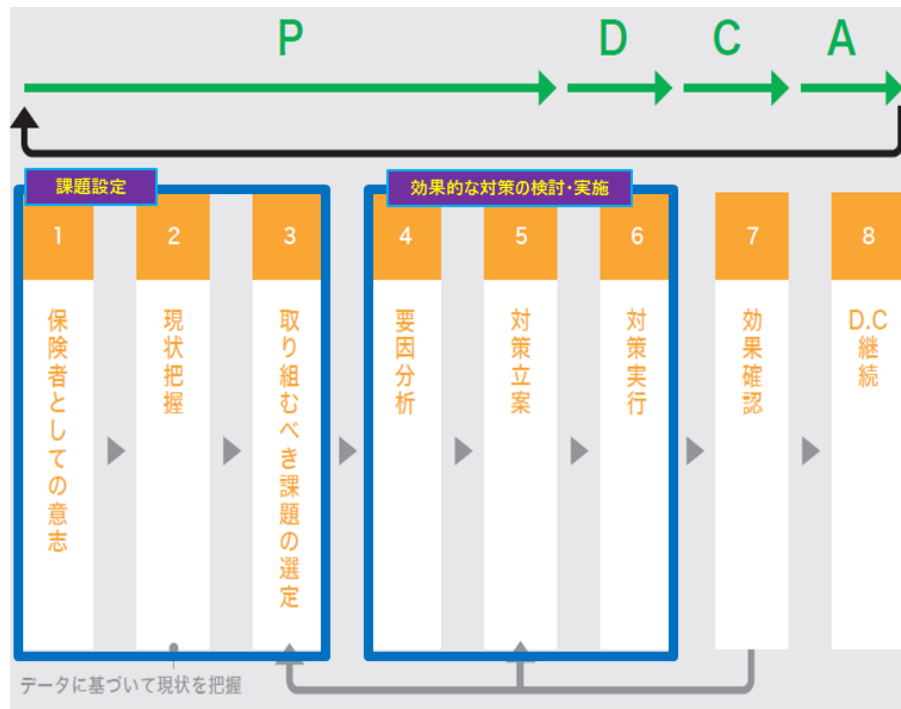 P
D
C
A
課題設定
効果的な対策の検討・実施
1
2
3
4
5
6
7
8
保険者としての意志
現状把握
取り組むべき課題の選定
要因分析
対策立案
対策実行
効果確認
D.C
継続
データに基づいて現状を把握